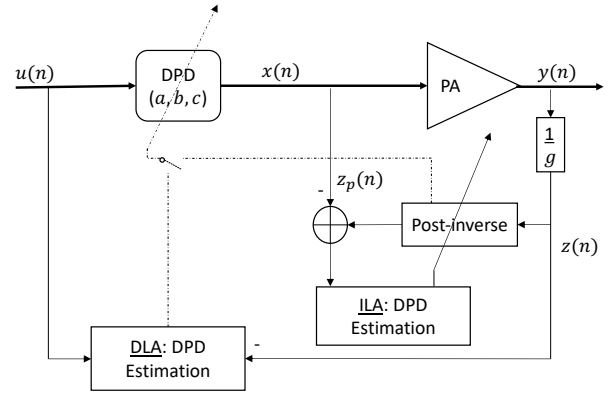 u(n)
DPD
(a, b, c)
x(n)
PA
y(n)
1
g
-
z_p(n)
Post-inverse
z(n)
ILA: DPD
Estimation
DLA: DPD
Estimation
-